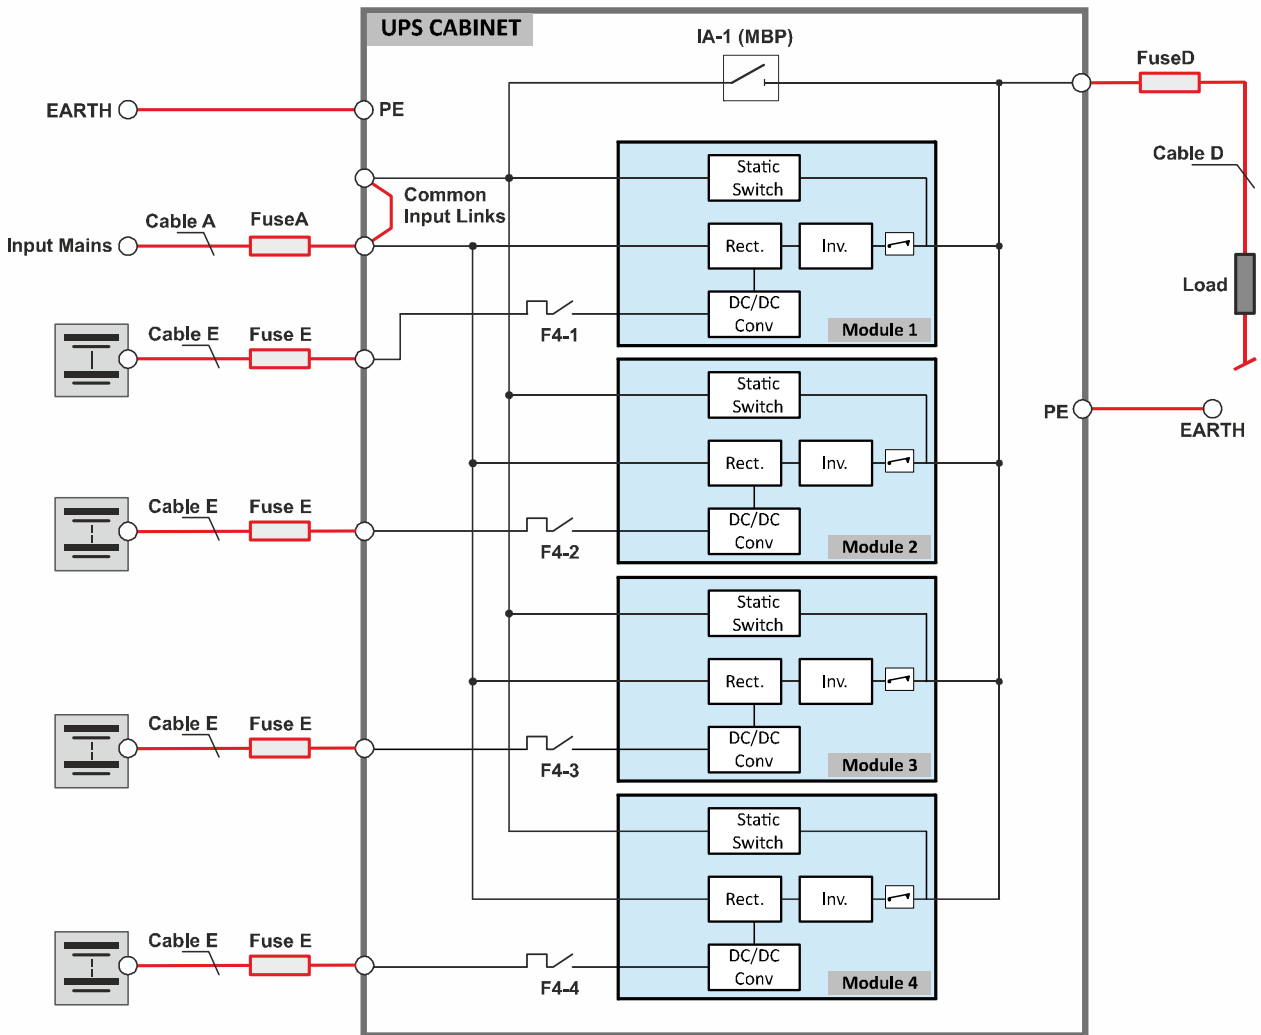 UPS CABINET
IA-1 (MBP)
FuseD
EARTH
PE
Cable D
Static
Switch
Common
Input Links
Cable A
FuseA
Input Mains
Rect.
Inv.
Load
DC/DC
Conv
Module 1
Cable E
Fuse E
F4-1
Static
Switch
PE
EARTH
Rect.
Inv.
Cable E
Fuse E
DC/DC
Conv
F4-2
Module 2
Static
Switch
Rect.
Inv.
Cable E
Fuse E
DC/DC
Conv
F4-3
Module 3
Static
Switch
Rect.
Inv.
Cable E
Fuse E
DC/DC
Conv
F4-4
Module 4